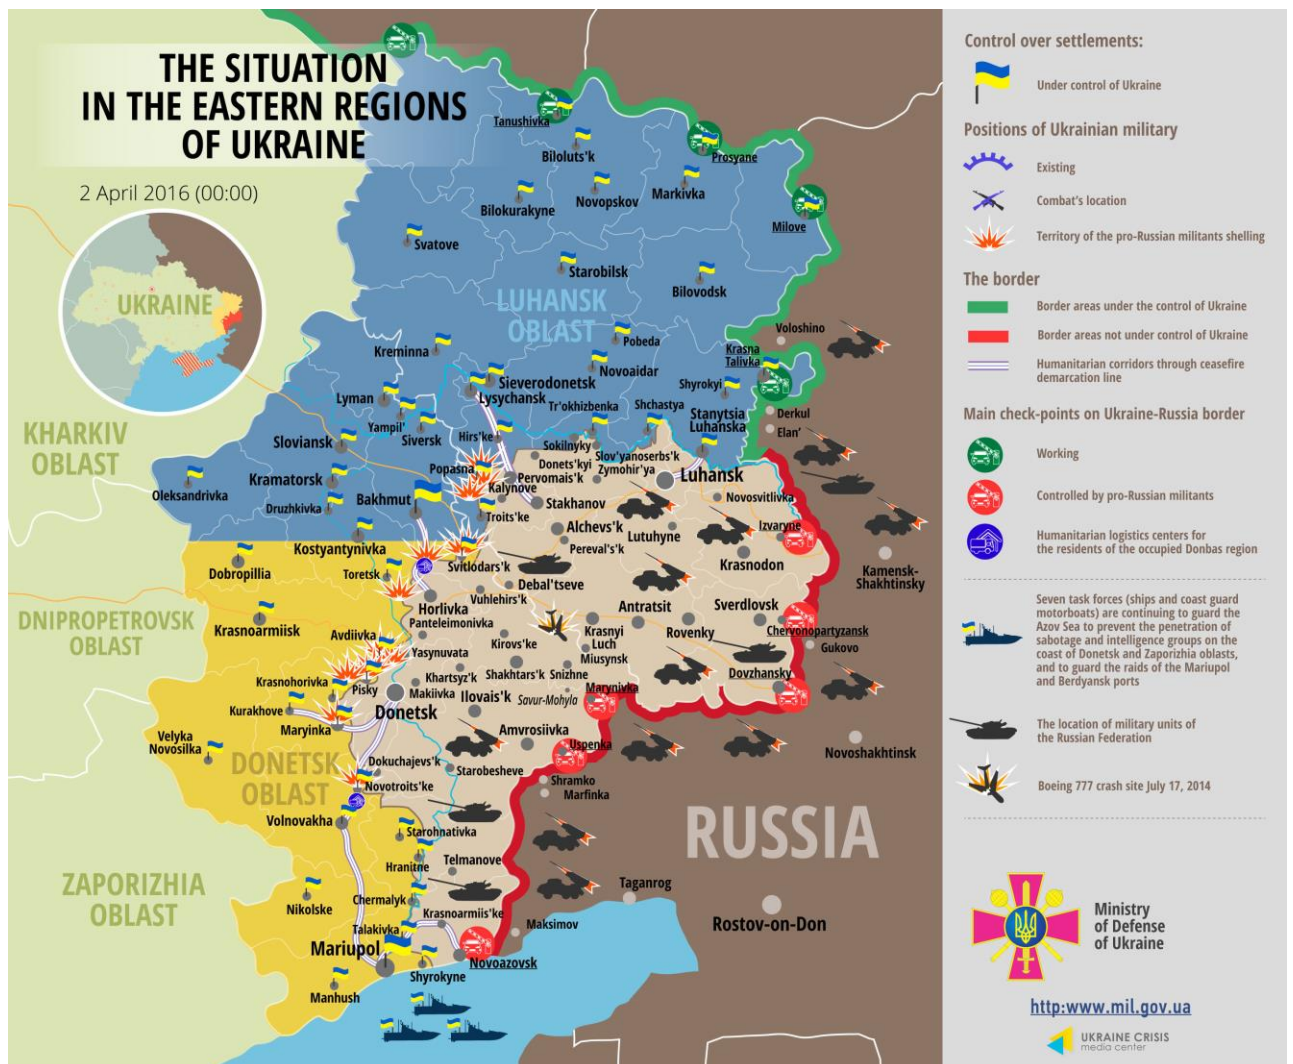 THE SITUATION
IN THE EASTERN REGIONS
OF UKRAINE
2 April 2016 (00:00)
UKRAINE
KHARKIV
OBLAST
DNIPROPETROVSK
OBLAST
ZAPORIZHIA
OBLAST
LUHANSK
OBLAST
DONETSK
OBLAST
RUSSIA
Tanushivka
Biloluts'k
Prosyane
Bilokurakyne
Novopskov
Markivka
Milove
Svatove
Starobilsk
Bilovodsk
Voloshino
Kreminna
Pobeda
Krasna
Talivka
Sieverodonetsk
Novoaidar
Lysychansk
Shyrokyi
Lyman
Tr'okhizbenka
Shchastya
Stanytsia
Luhanska
Derkul
Elan'
Yampil'
Siversk
Hirs'ke
Sloviansk
Sokilnyky
Slov'yanoserbs'k
Donets'kyi
Zymohir'ya
Popasna
Pervomais'k
Luhansk
Oleksandrivka
Kramatorsk
Kalynove
Novosvitlivka
Druzhkivka
Bakhmut
Stakhanov
Troits'ke
Alchevs'k
Lutuhyne
Izvaryne
Kostyantynivka
Pereval's'k
Dobropillia
Svitlodars'k
Krasnodon
Kamensk-
Shakhtinsky
Toretsk
Debal'tseve
Vuhlehirs'k
Horlivka
Antratsit
Sverdlovsk
Krasnoarmiisk
Panteleimonivka
Avdiivka
Krasnyi
Luch
Rovenky
Chervonopartyzansk
Kirovs'ke
Gukovo
Yasynuvata
Miusynsk
Khartsyz'k
Shakhtars'k
Snizhne
Krasnohorivka
Pisky
Makiivka
Marynivka
Dovzhansky
Ilovais'k
Savur-Mohyla
Kurakhove
Donetsk
Maryinka
Velyka
Novosilka
Amvrosiivka
Uspenka
Novoshakhtinsk
Dokuchajevs'k
Starobesheve
Novotroits'ke
Shramko
Marfinka
Volnovakha
Starohnativka
Hranitne
Telmanove
Taganrog
Nikolske
Chermalyk
Krasnoarmiis'ke
Rostov-on-Don
Talakivka
Maksimov
Mariupol
Novoazovsk
Shyrokyne
Manhush
Control over settlements:
Under control of Ukraine
Positions of Ukrainian military
Existing
Combat's location
Territory of the pro-Russian militants shelling
The border
Border areas under the control of Ukraine
Border areas not under control of Ukraine
Humanitarian corridors through ceasefire
demarcation line
Main check-points on Ukraine-Russia border
Working
Controlled by pro-Russian militants
Humanitarian logistics centers for
the residents of the occupied Donbas region
Seven task forces (ships and coast guard
motorboats) are continuing to guard the
Azov Sea to prevent the penetration of
sabotage and intelligence groups on the
coast of Donetsk and Zaporizhia oblasts,
and to guard the raids of the Mariupol
and Berdyansk ports
The location of military units of
the Russian Federation
Boeing 777 crash site July 17, 2014
Ministry
of Defense
of Ukraine
http:www.mil.gov.ua
UKRAINE CRISIS
media center